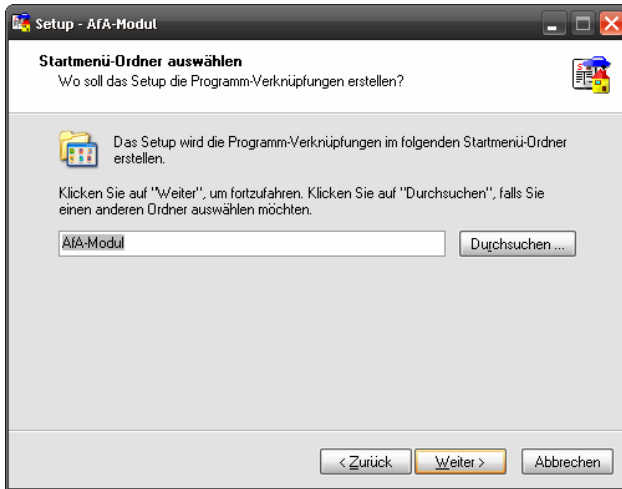 Setup - AfA-Modul
Startmenü-Ordner auswählen
Wo soll das Setup die Programm-Verknüpfungen erstellen?
Das Setup wird die Programm-Verknüpfungen im folgenden Startmenü-Ordner
erstellen.
Klicken Sie auf "Weiter", um fortzufahren. Klicken Sie auf "Durchsuchen", falls Sie
einen anderen Ordner auswählen möchten.
AfA-Modul
Durchsuchen ...
< Zurück
Weiter >
Abbrechen